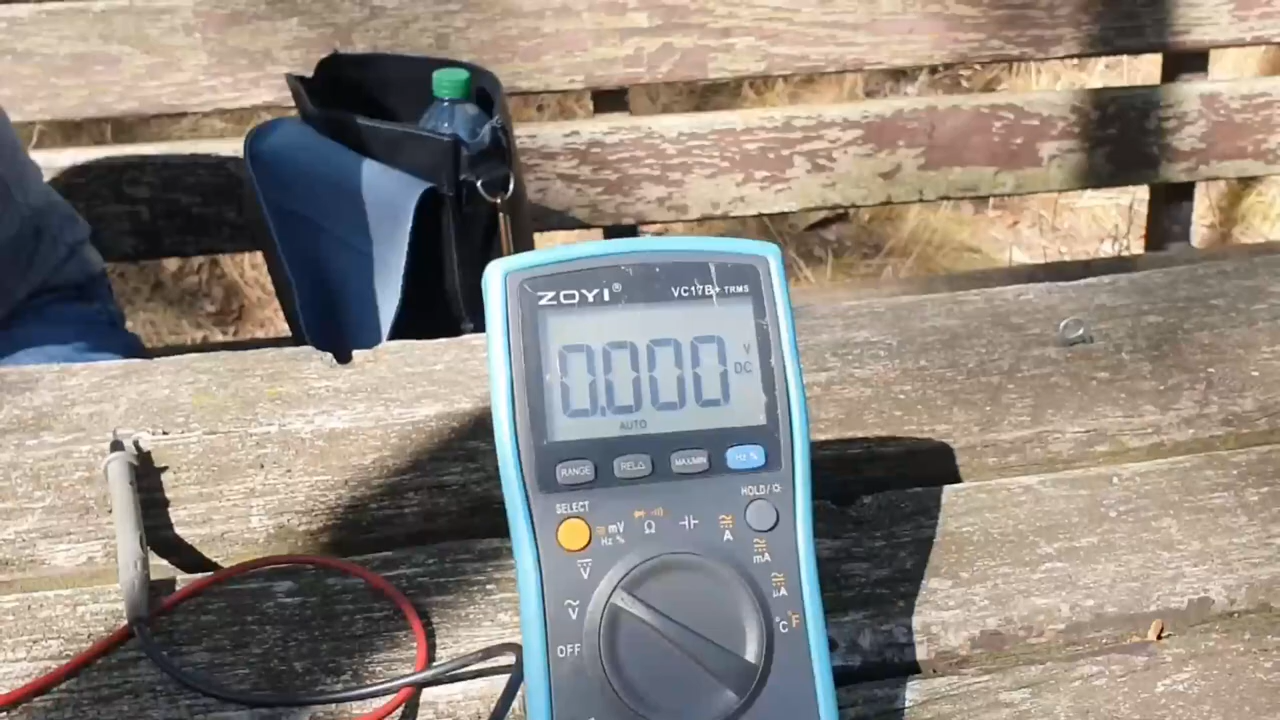 ZOYI® VC17B+ TRMS
0.000 V DC
AUTO
RANGE REL△ MAX/MIN Hz %
SELECT HOLD/
mV Hz % Ω A
mA
V
μA
V
°C °F
OFF